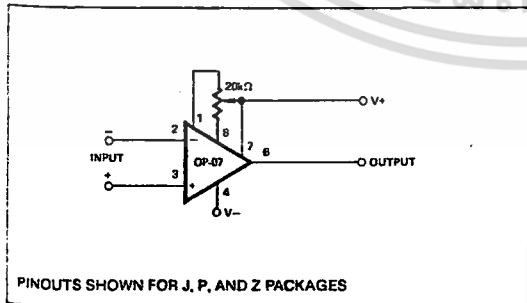 20kΩ
V+
1
8
7
2
−
INPUT
OP-07
6
OUTPUT
+
3
+
4
V−
PINOUTS SHOWN FOR J, P, AND Z PACKAGES